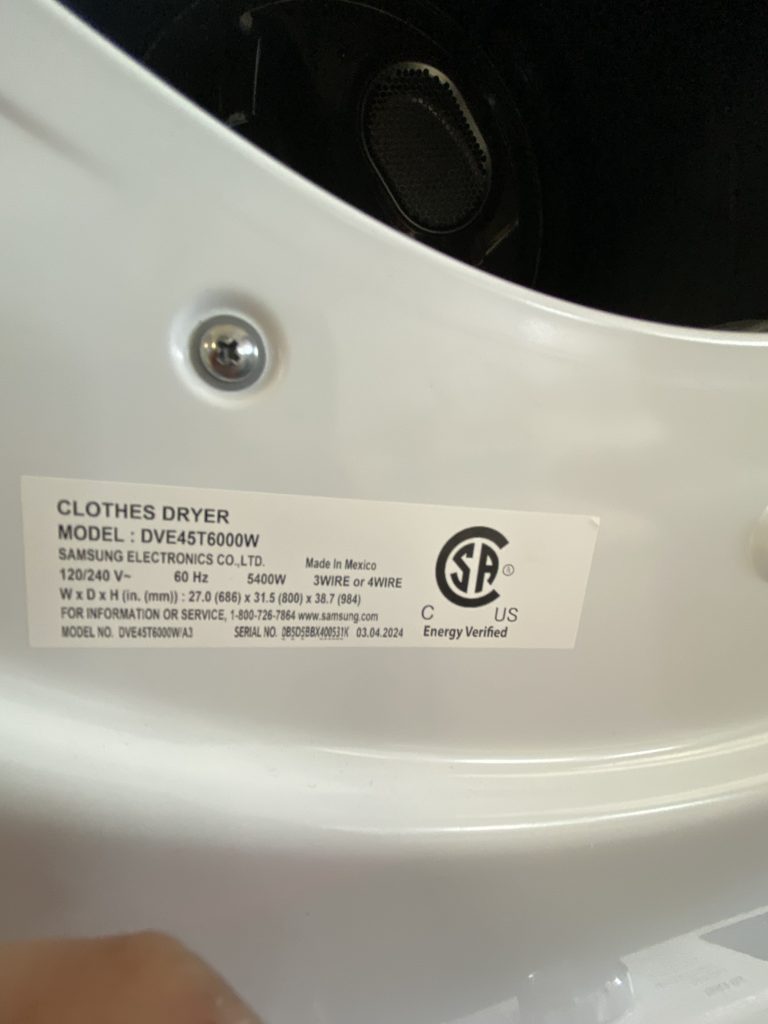 CLOTHES DRYER
MODEL : DVE45T6000W
SAMSUNG ELECTRONICS CO.,LTD. Made In Mexico
120/240 V~ 60 Hz 5400W 3WIRE or 4WIRE
W x D x H (in. (mm)) : 27.0 (686) x 31.5 (800) x 38.7 (984)
FOR INFORMATION OR SERVICE, 1-800-726-7864 www.samsung.com
MODEL NO. DVE45T6000W/A3 SERIAL NO. 0B5D5BBX400531K 03.04.2024
CSA
C US
Energy Verified